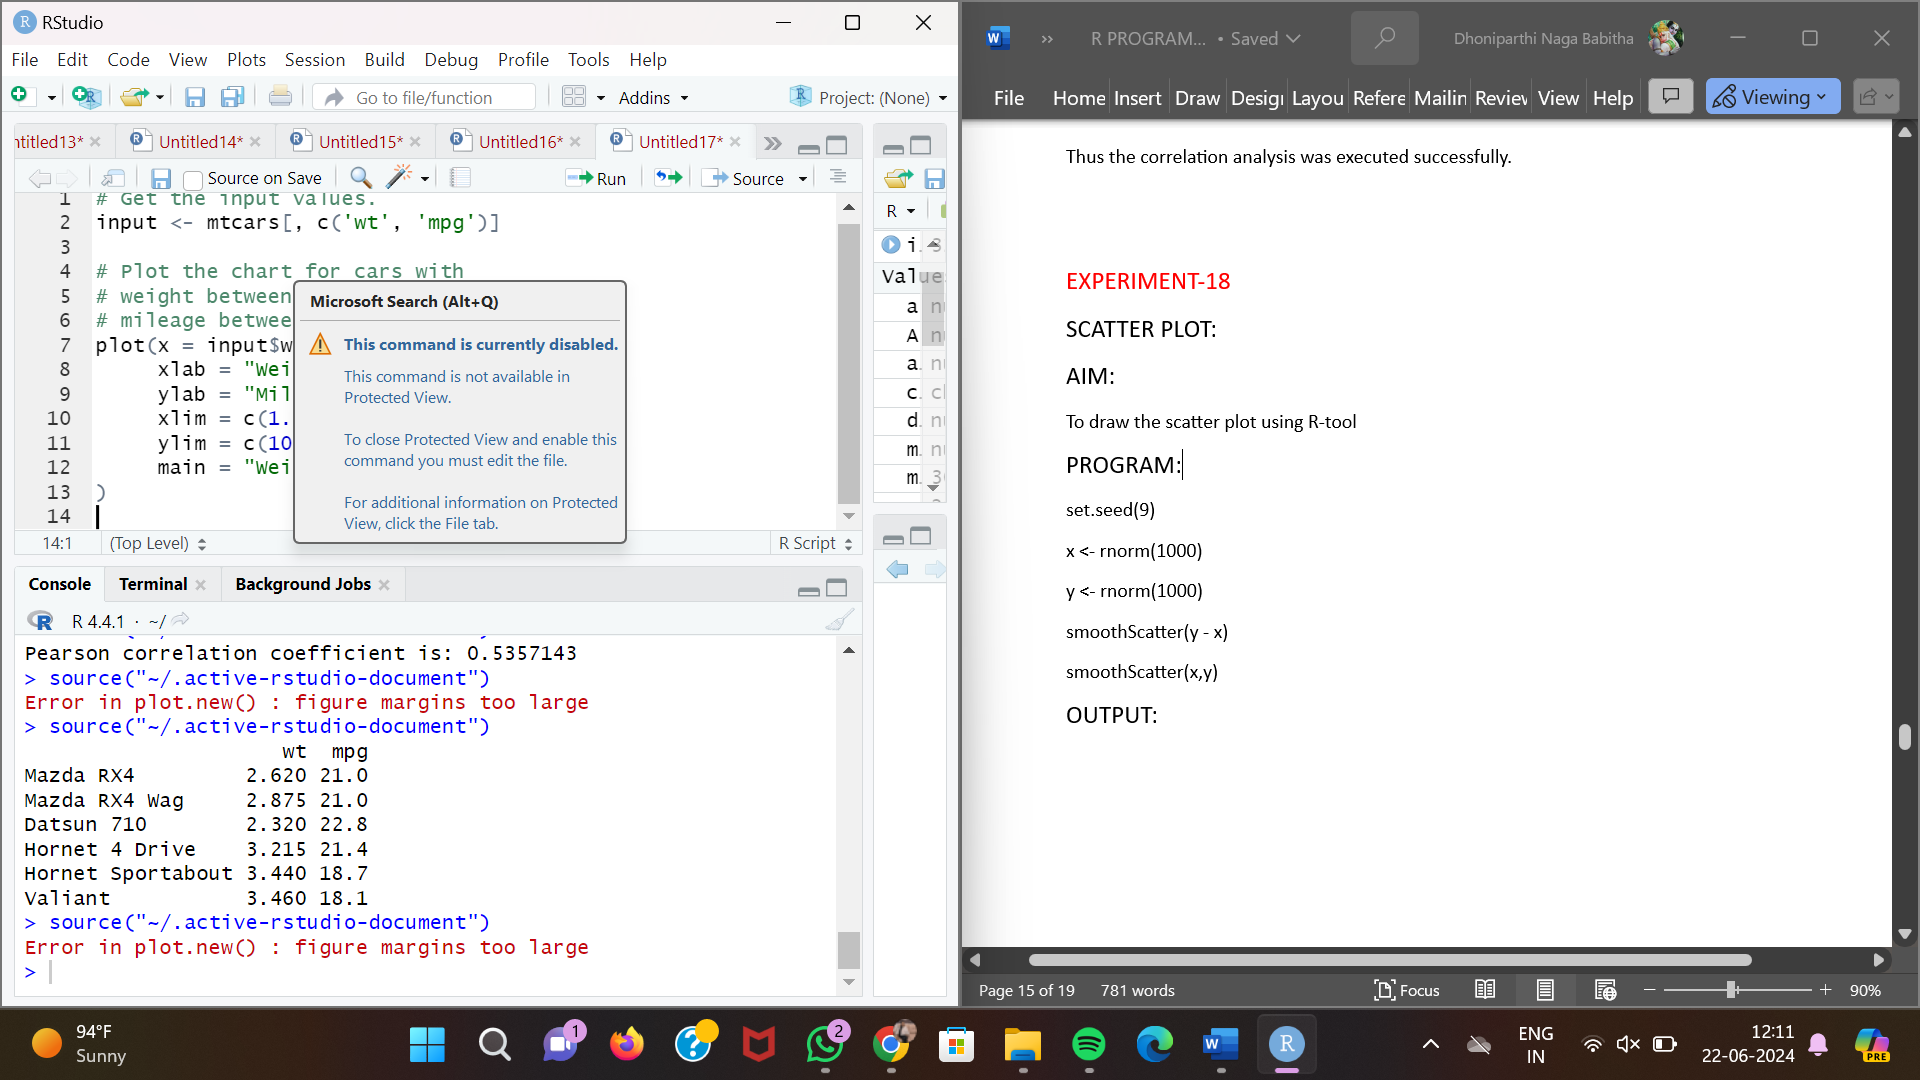 RStudio
File Edit Code View Plots Session Build Debug Profile Tools Help
Go to file/function
Addins
Project: (None)
ntitled13*
Untitled14*
Untitled15*
Untitled16*
Untitled17*
Source on Save
Run
Source
1 # Get the input values.
2 input <- mtcars[, c('wt', 'mpg')]
3
4 # Plot the chart for cars with
5 # weight between
6 # mileage betwee
7 plot(x = input$w
8 xlab = "Wei
9 ylab = "Mil
10 xlim = c(1.
11 ylim = c(10
12 main = "Wei
13 )
14
14:1 (Top Level) R Script
Microsoft Search (Alt+Q)
This command is currently disabled.
This command is not available in
Protected View.
To close Protected View and enable this
command you must edit the file.
For additional information on Protected
View, click the File tab.
R
i. 3.
Value
a n
A n
a. n
c. c
d. n
m. n
m. 3
Console Terminal Background Jobs
R 4.4.1 · ~/
Pearson correlation coefficient is: 0.5357143
> source("~/.active-rstudio-document")
Error in plot.new() : figure margins too large
> source("~/.active-rstudio-document")
wt mpg
Mazda RX4 2.620 21.0
Mazda RX4 Wag 2.875 21.0
Datsun 710 2.320 22.8
Hornet 4 Drive 3.215 21.4
Hornet Sportabout 3.440 18.7
Valiant 3.460 18.1
> source("~/.active-rstudio-document")
Error in plot.new() : figure margins too large
>
R PROGRAM... • Saved
Dhoniparthi Naga Babitha
File Home Insert Draw Desig Layou Refere Mailin Review View Help
Viewing
Thus the correlation analysis was executed successfully.
EXPERIMENT-18
SCATTER PLOT:
AIM:
To draw the scatter plot using R-tool
PROGRAM:
set.seed(9)
x <- rnorm(1000)
y <- rnorm(1000)
smoothScatter(y - x)
smoothScatter(x,y)
OUTPUT:
Page 15 of 19 781 words
Focus
90%
94°F
Sunny
1
2
ENG
IN
12:11
22-06-2024
PRE